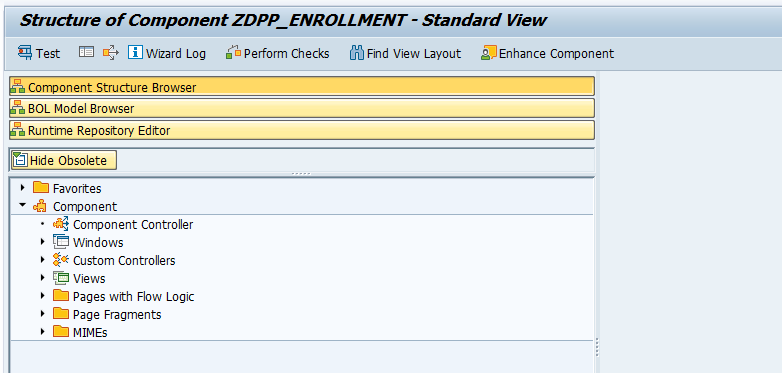 Structure of Component ZDPP_ENROLLMENT - Standard View
Test Wizard Log Perform Checks Find View Layout Enhance Component
Component Structure Browser
BOL Model Browser
Runtime Repository Editor
Hide Obsolete
Favorites
Component
Component Controller
Windows
Custom Controllers
Views
Pages with Flow Logic
Page Fragments
MIMEs